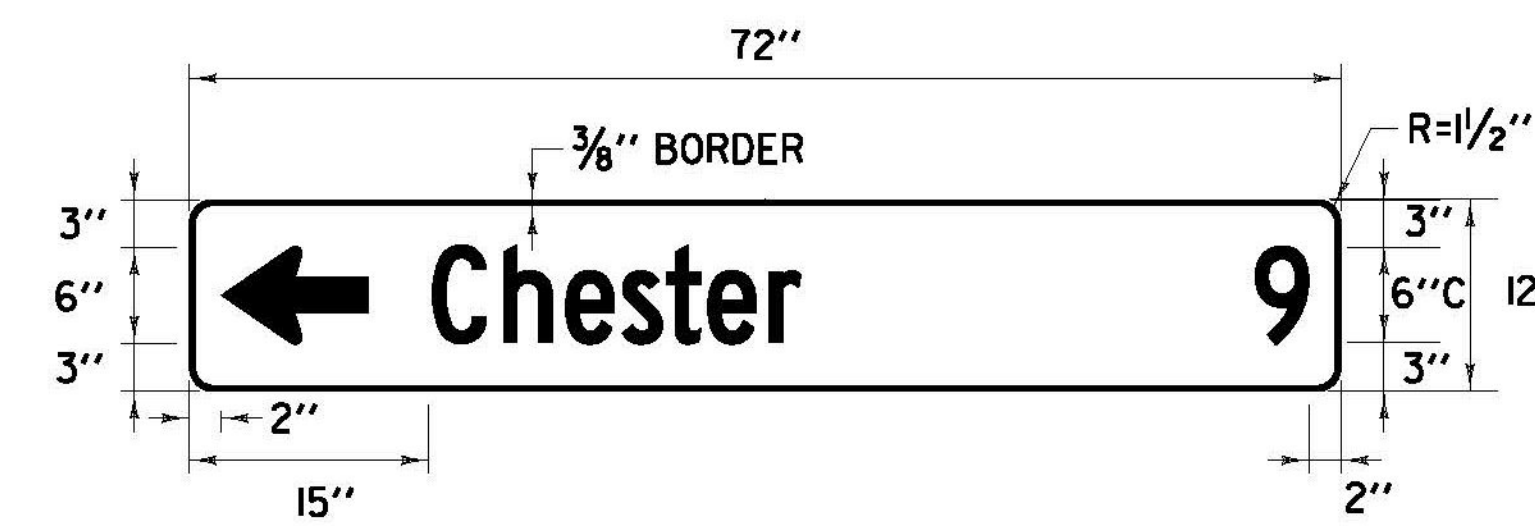 72"
3/8" BORDER
R=1 1/2"
3"
6"
3"
Chester 9
3"
6"C
3"
12
2"
15"
2"